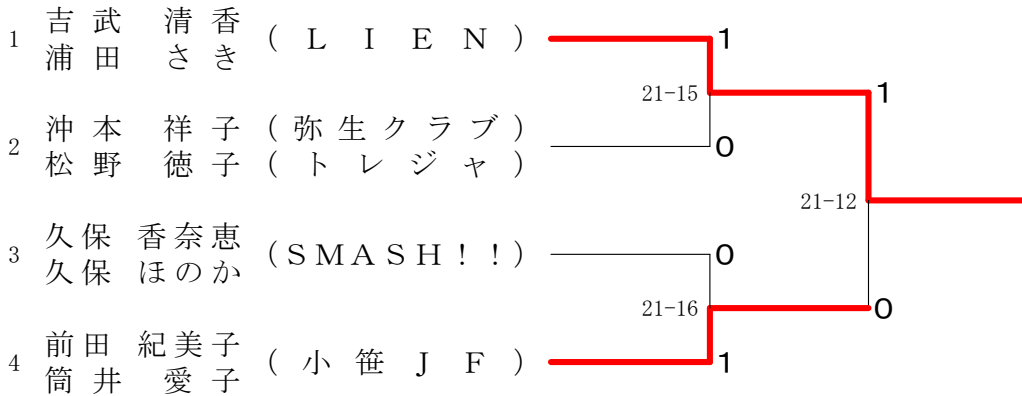 1 吉武 清香 (LIEN) 1
浦田 さき
21-15 1
2 沖本 祥子 (弥生クラブ) 0
松野 徳子 (トレジャ)
21-12
3 久保 香奈恵 (SMASH!!) 0
久保 ほのか
21-16 0
4 前田 紀美子 (小笹JF) 1
筒井 愛子